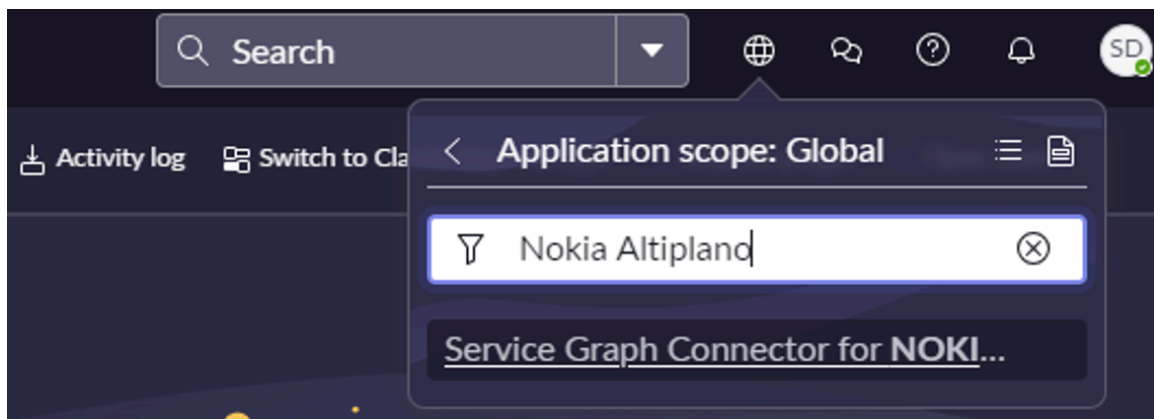 Search
SD
Activity log
Switch to Cla
Application scope: Global
Nokia Altiplano
Service Graph Connector for NOKI...